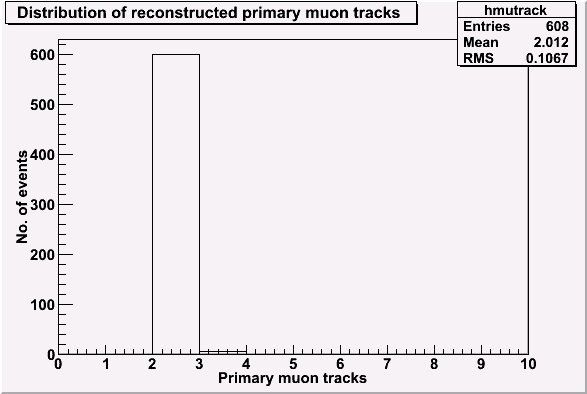 Distribution of reconstructed primary muon tracks
hmutrack
Entries 608
Mean 2.012
RMS 0.1067
No. of events
600
500
400
300
200
100
0
0 1 2 3 4 5 6 7 8 9 10
Primary muon tracks